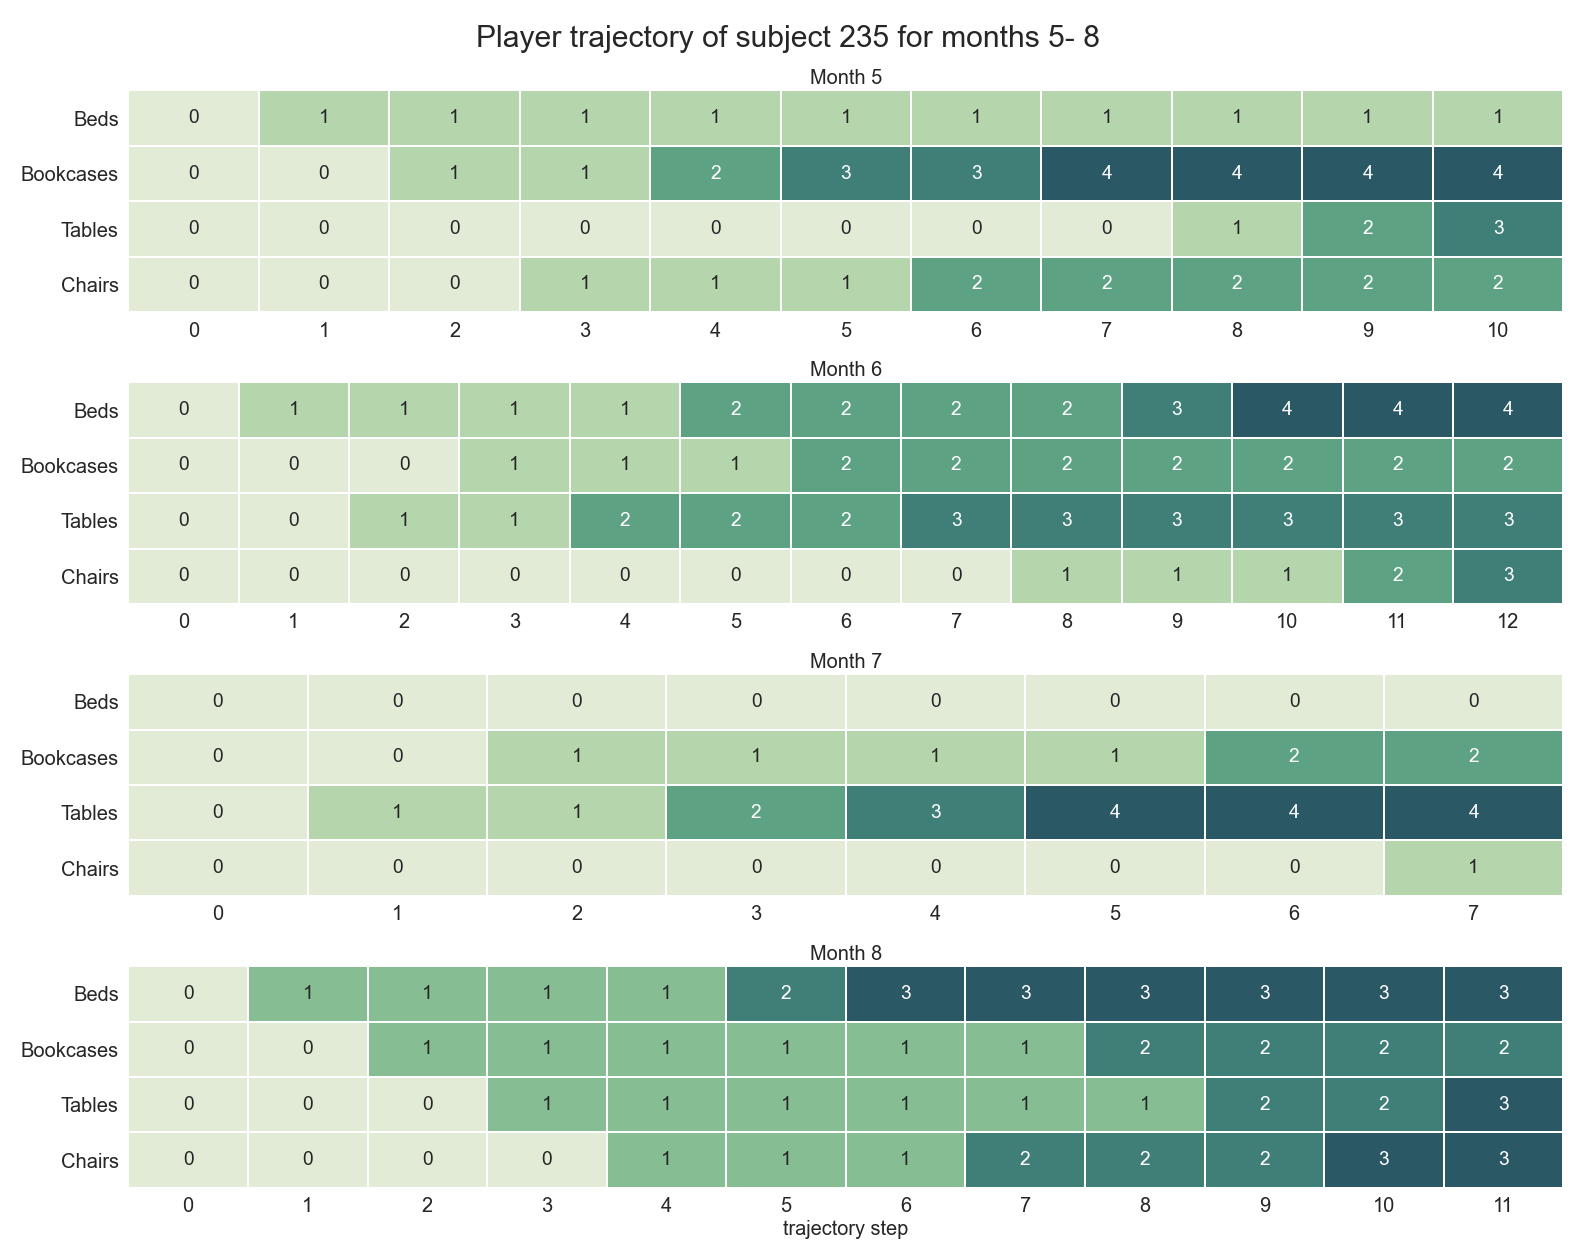 Player trajectory of subject 235 for months 5- 8
Month 5
Beds 0 1 1 1 1 1 1 1 1 1 1
Bookcases 0 0 1 1 2 3 3 4 4 4 4
Tables 0 0 0 0 0 0 0 0 1 2 3
Chairs 0 0 0 1 1 1 2 2 2 2 2
0 1 2 3 4 5 6 7 8 9 10
Month 6
Beds 0 1 1 1 1 2 2 2 2 3 4 4 4
Bookcases 0 0 0 1 1 1 2 2 2 2 2 2 2
Tables 0 0 1 1 2 2 2 3 3 3 3 3 3
Chairs 0 0 0 0 0 0 0 0 1 1 1 2 3
0 1 2 3 4 5 6 7 8 9 10 11 12
Month 7
Beds 0 0 0 0 0 0 0 0
Bookcases 0 0 1 1 1 1 2 2
Tables 0 1 1 2 3 4 4 4
Chairs 0 0 0 0 0 0 0 1
0 1 2 3 4 5 6 7
Month 8
Beds 0 1 1 1 1 2 3 3 3 3 3 3
Bookcases 0 0 1 1 1 1 1 1 2 2 2 2
Tables 0 0 0 1 1 1 1 1 1 2 2 3
Chairs 0 0 0 0 1 1 1 2 2 2 3 3
0 1 2 3 4 5 6 7 8 9 10 11
trajectory step